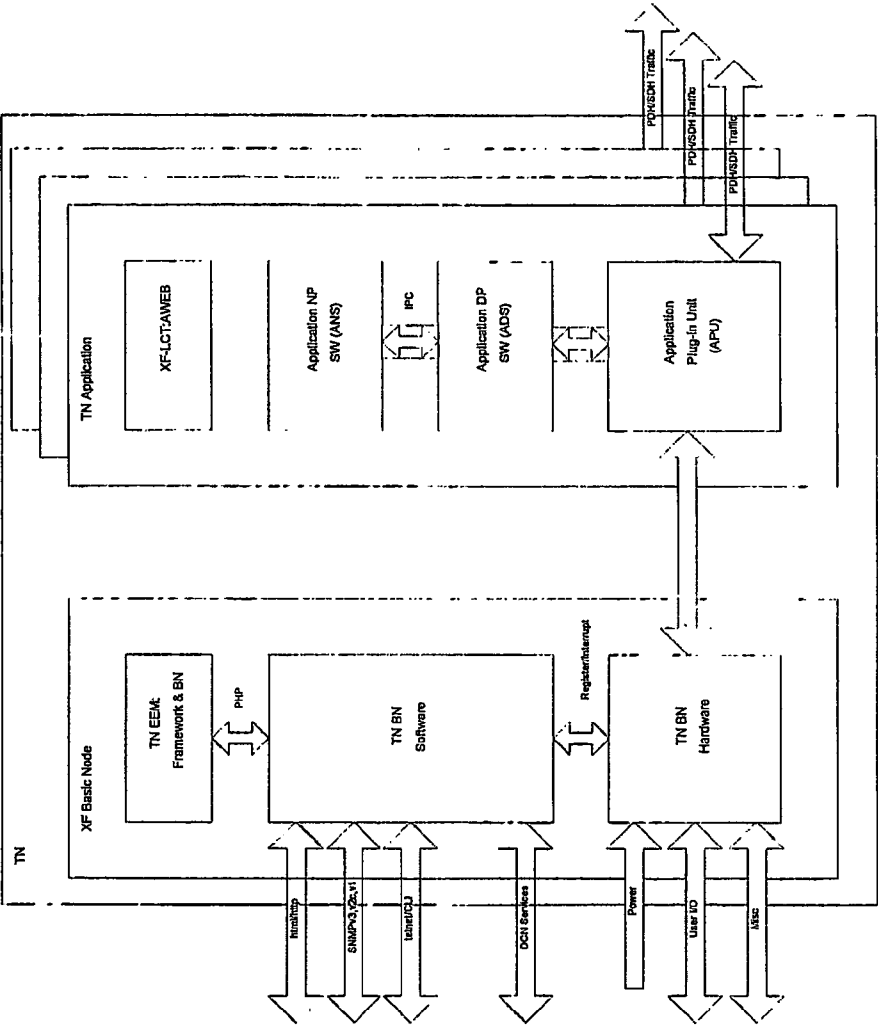 PDH/SDH Traffic
PDH/SDH Traffic
PDH/SDH Traffic
TN
TN Application
XF-LCT:AWEB
Application NP
SW (ANS)
IPC
Application DP
SW (ADS)
Application
Plug-In Unit
(APU)
XF Basic Node
TN EEM:
Framework & BN
PHP
TN BN
Software
Register/Interrupt
TN BN
Hardware
html/http
SNMPv3,v2c,v1
telnet/CLI
DCN Services
Power
User I/O
Misc